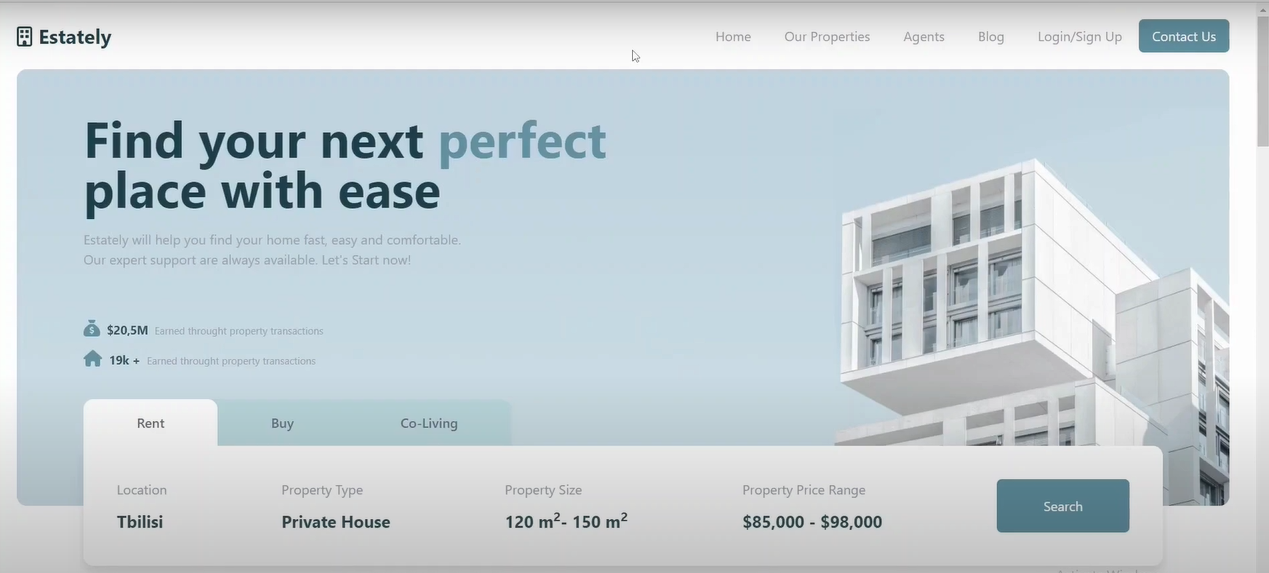 Estately
Home Our Properties Agents Blog Login/Sign Up Contact Us
Find your next perfect
place with ease
Estately will help you find your home fast, easy and comfortable.
Our expert support are always available. Let's Start now!
$20,5M Earned throught property transactions
19k + Earned throught property transactions
Rent Buy Co-Living
Location Property Type Property Size Property Price Range
Tbilisi Private House 120 m²- 150 m² $85,000 - $98,000
Search